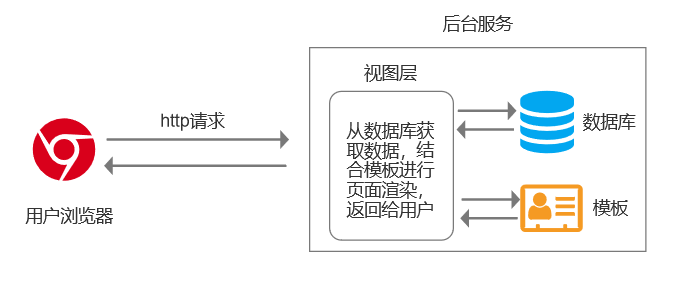 后台服务
视图层
http请求
从数据库获
取数据，结
合模板进行
页面渲染，
返回给用户
数据库
用户浏览器
模板